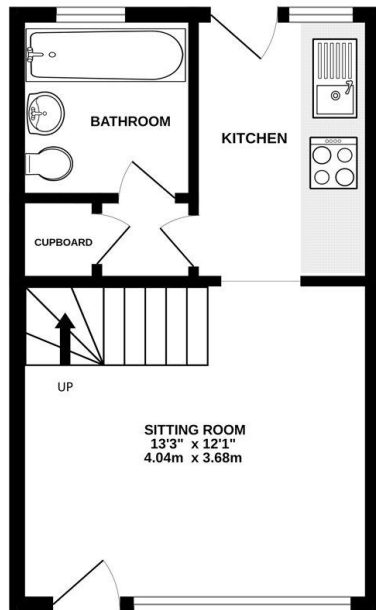 BATHROOM
KITCHEN
CUPBOARD
UP
SITTING ROOM
13'3" x 12'1"
4.04m x 3.68m